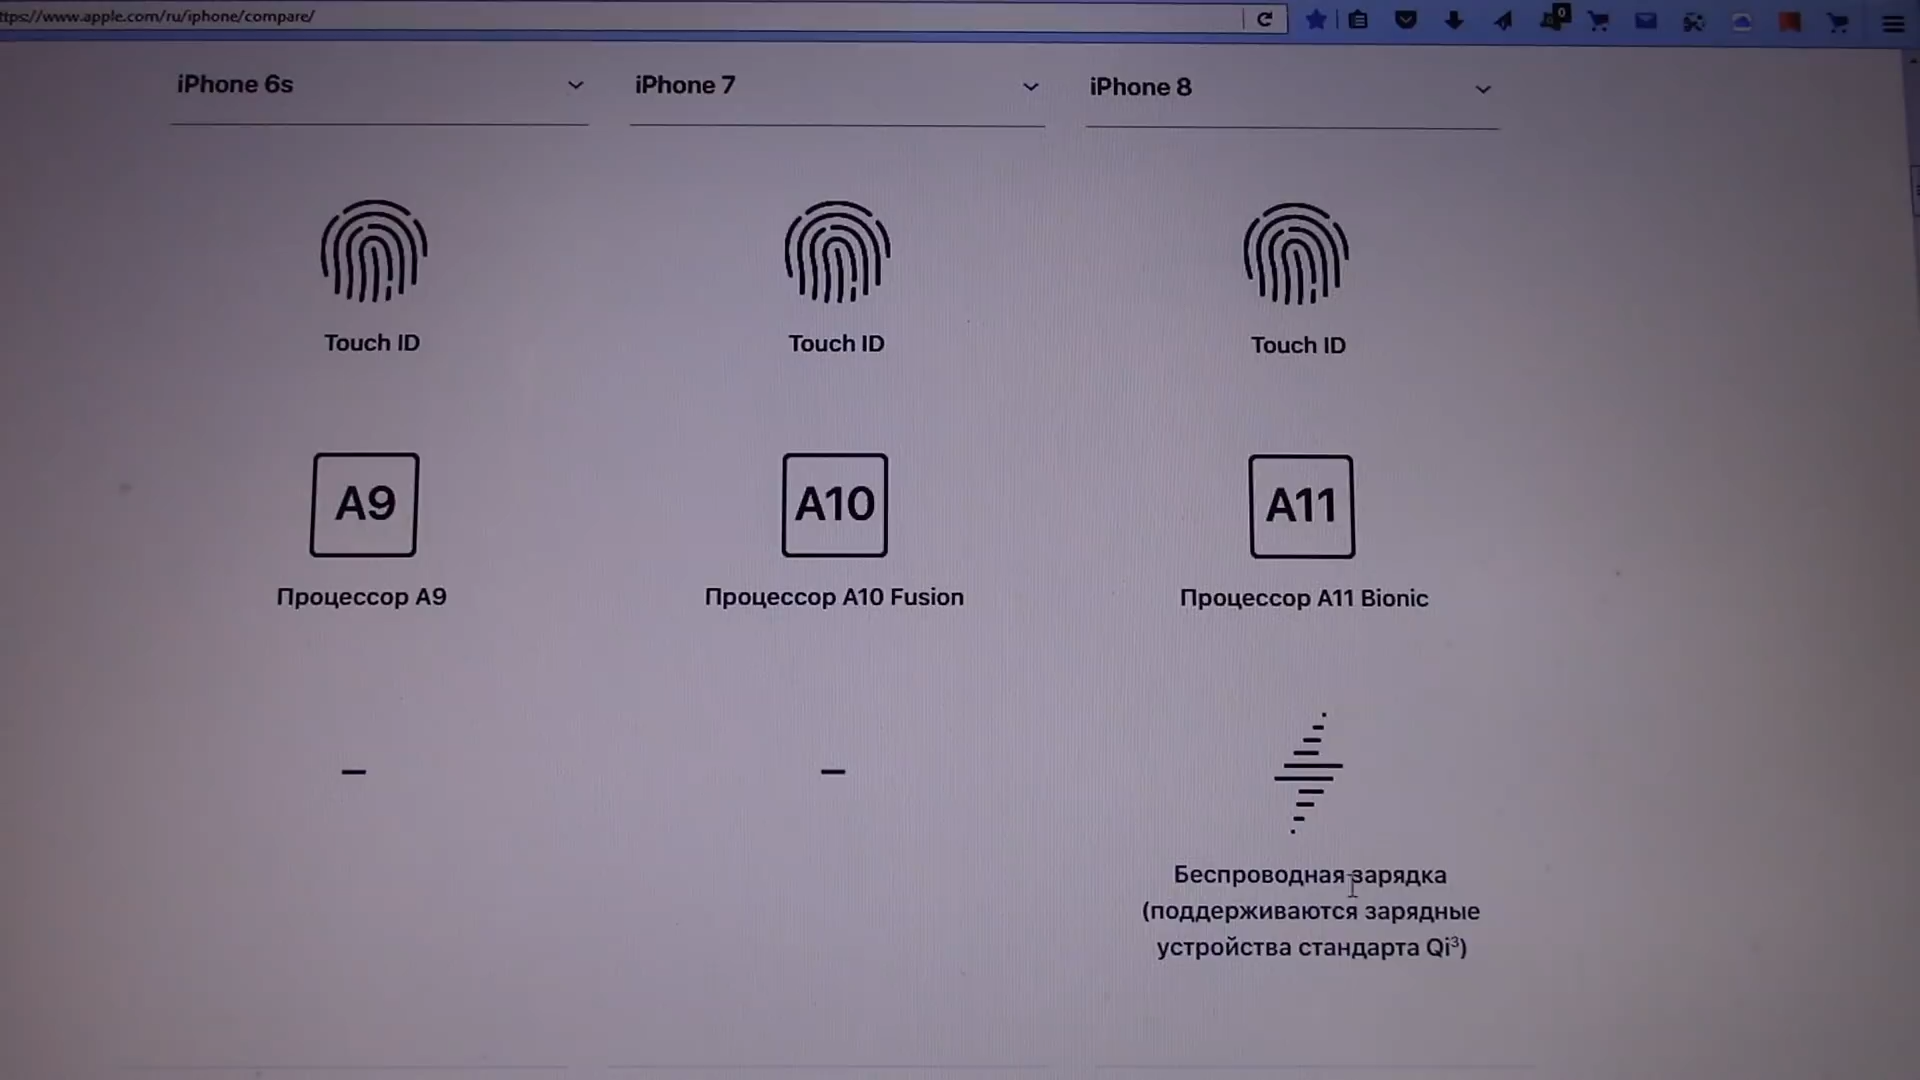 ttps://www.apple.com/ru/iphone/compare/
0
iPhone 6s
iPhone 7
iPhone 8
Touch ID
Touch ID
Touch ID
A9
A10
A11
Процессор A9
Процессор A10 Fusion
Процессор A11 Bionic
–
–
Беспроводная зарядка
(поддерживаются зарядные
устройства стандарта Qi³)